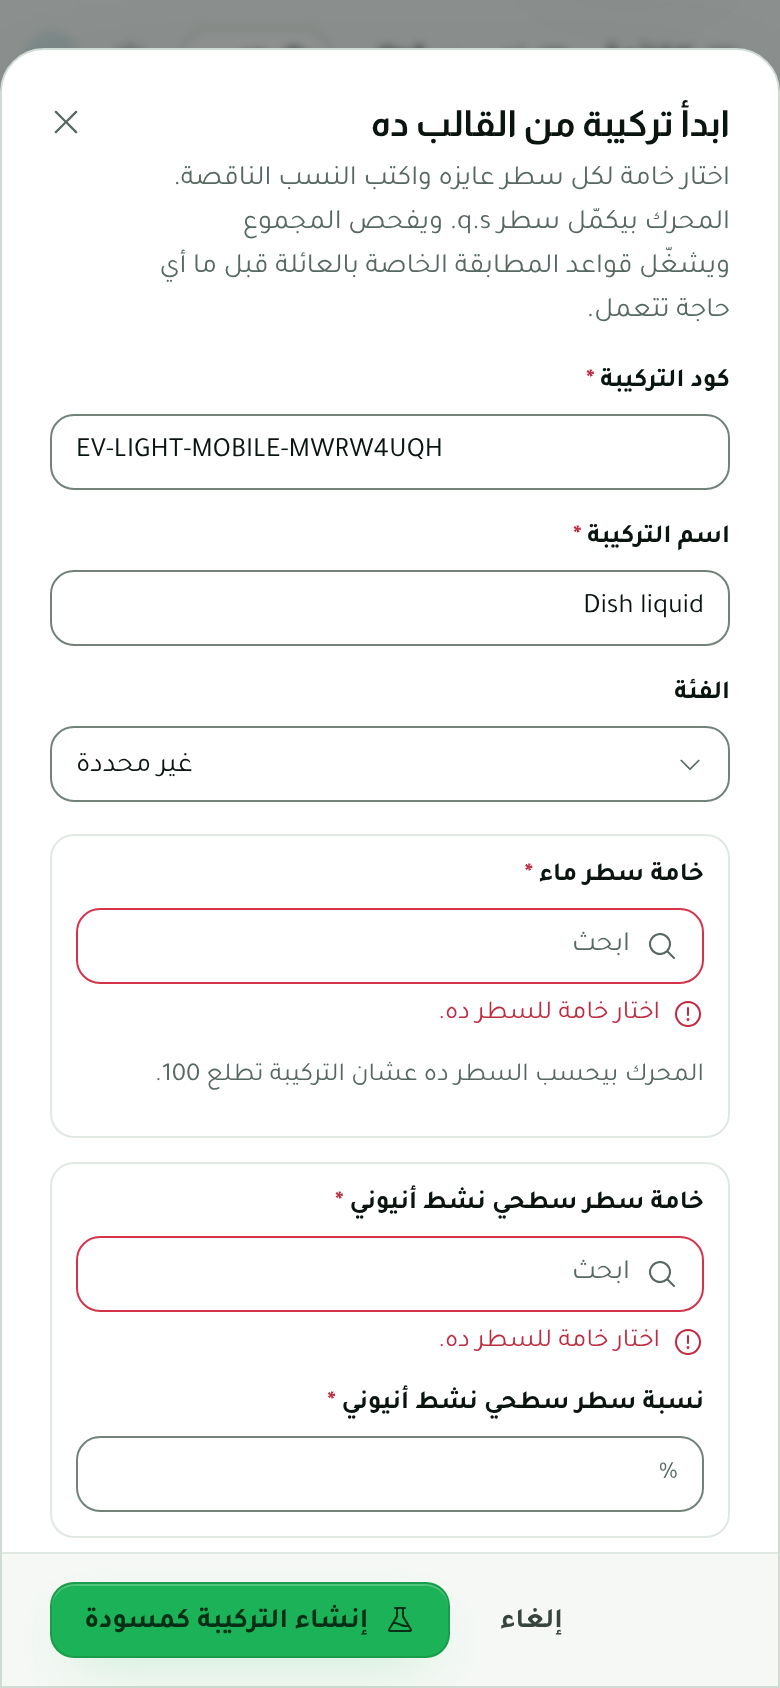 ابدأ تركيبة من القالب ده
اختار خامة لكل سطر عايزه واكتب النسب الناقصة.
المحرك بيكمّل سطر q.s. ويفحص المجموع
ويشغّل قواعد المطابقة الخاصة بالعائلة قبل ما أي
حاجة تتعمل.
كود التركيبة *
EV-LIGHT-MOBILE-MWRW4UQH
اسم التركيبة *
Dish liquid
الفئة
غير محددة
خامة سطر ماء *
ابحث
اختار خامة للسطر ده.
المحرك بيحسب السطر ده عشان التركيبة تطلع 100.
خامة سطر سطحي نشط أنيوني *
ابحث
اختار خامة للسطر ده.
نسبة سطر سطحي نشط أنيوني *
%
إلغاء
إنشاء التركيبة كمسودة